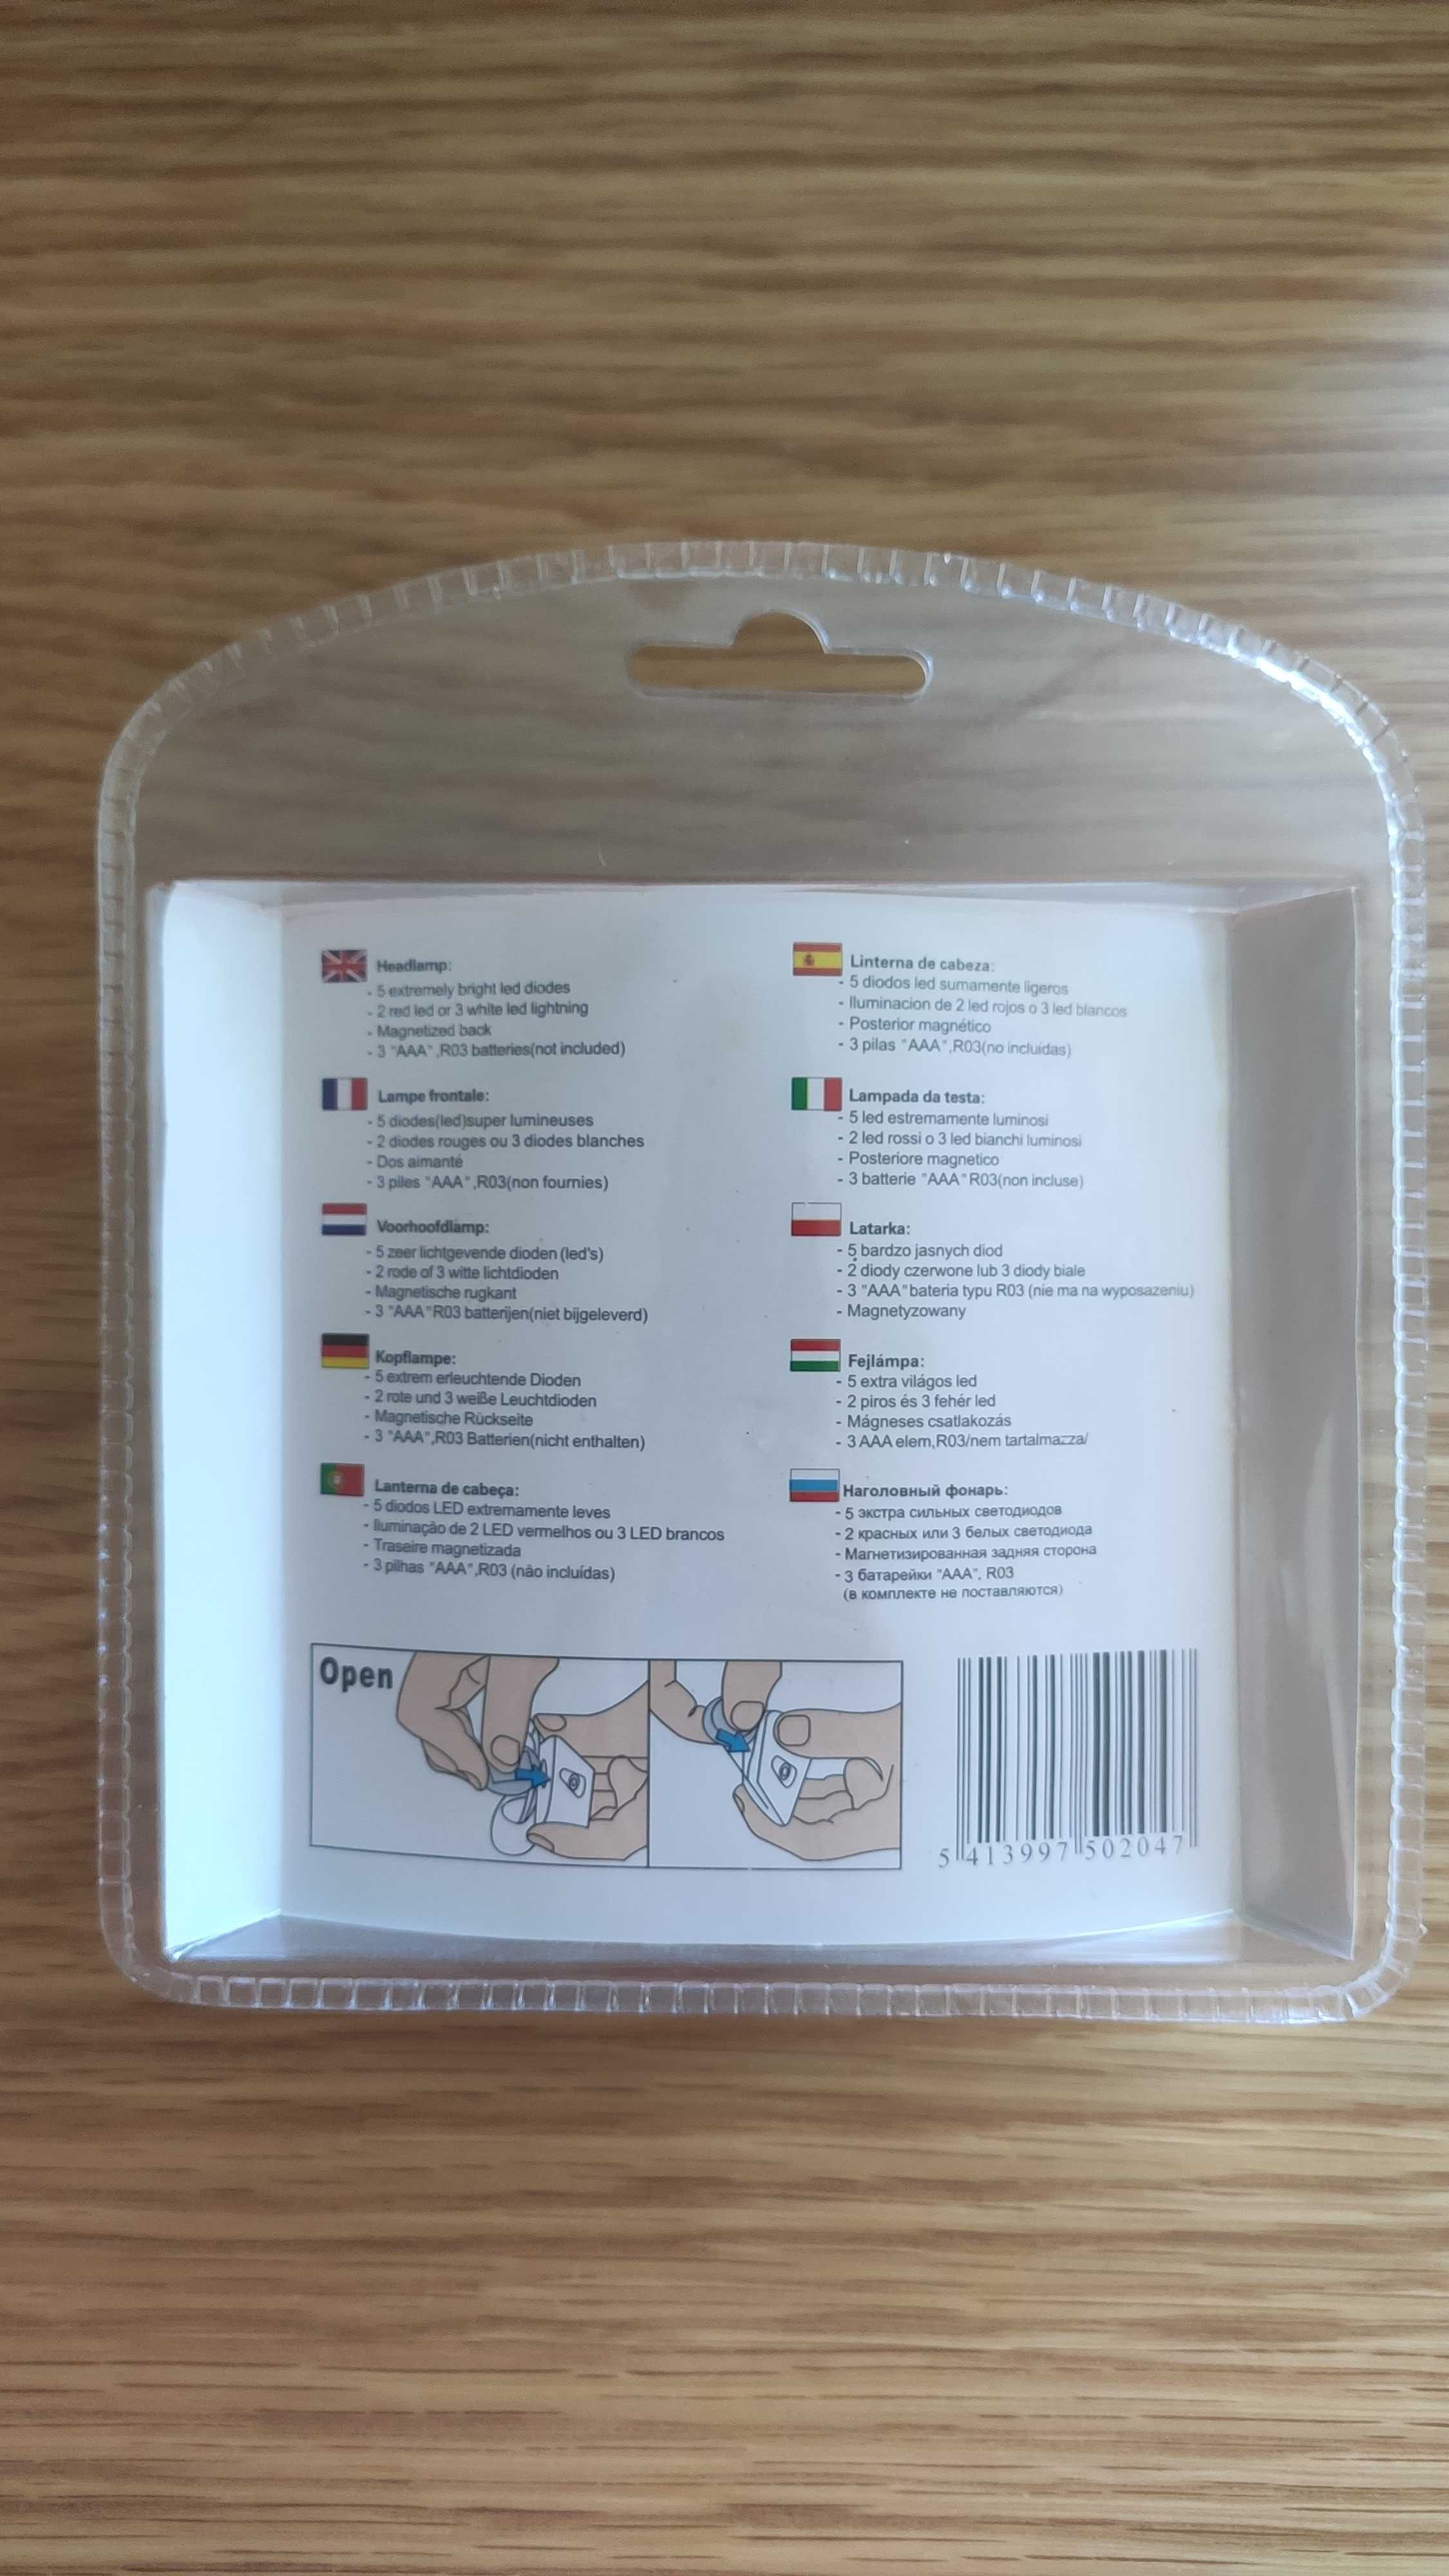 Headlamp:
- 5 extremely bright led diodes
- 2 red led or 3 white led lightning
- Magnetized back
- 3 "AAA",R03 batteries(not included)
Lampe frontale:
- 5 diodes(led)super lumineuses
- 2 diodes rouges ou 3 diodes blanches
- Dos aimanté
- 3 piles "AAA",R03(non fournies)
Voorhoofdlamp:
- 5 zeer lichtgevende dioden (led's)
- 2 rode of 3 witte lichtdioden
- Magnetische rugkant
- 3 "AAA"R03 batterijen(niet bijgeleverd)
Kopflampe:
- 5 extrem erleuchtende Dioden
- 2 rote und 3 weiße Leuchtdioden
- Magnetische Rückseite
- 3 "AAA",R03 Batterien(nicht enthalten)
Lanterna de cabeça:
- 5 diodos LED extremamente leves
- Iluminação de 2 LED vermelhos ou 3 LED brancos
- Traseire magnetizada
- 3 pilhas "AAA",R03 (não incluídas)
Linterna de cabeza:
- 5 diodos led sumamente ligeros
- Iluminacion de 2 led rojos o 3 led blancos
- Posterior magnético
- 3 pilas "AAA",R03(no incluidas)
Lampada da testa:
- 5 led estremamente luminosi
- 2 led rossi o 3 led bianchi luminosi
- Posteriore magnetico
- 3 batterie "AAA"R03(non incluse)
Latarka:
- 5 bardzo jasnych diod
- 2 diody czerwone lub 3 diody biale
- 3 "AAA"bateria typu R03 (nie ma na wyposazeniu)
- Magnetyzowany
Fejlámpa:
- 5 extra világos led
- 2 piros és 3 fehér led
- Mágneses csatlakozás
- 3 AAA elem,R03/nem tartalmazza/
Наголовный фонарь:
- 5 экстра сильных светодиодов
- 2 красных или 3 белых светодиода
- Магнетизированная задняя сторона
- 3 батарейки "AAA", R03
(в комплекте не поставляются)
Open
5 413997 502047